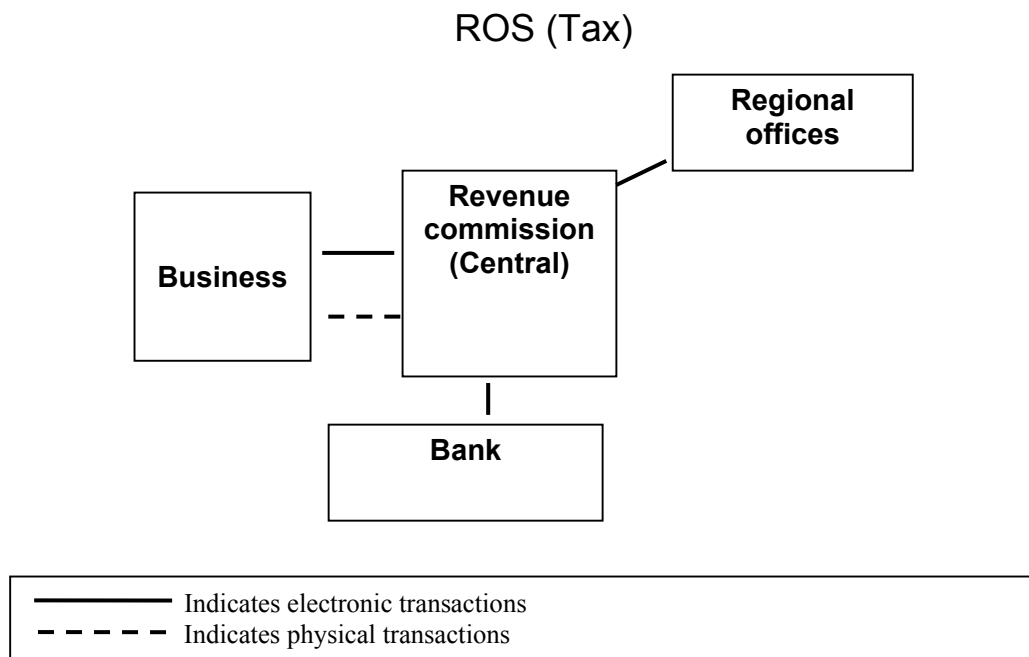 ROS (Tax)
Regional
offices
Revenue
commission
(Central)
Business
Bank
Indicates electronic transactions
Indicates physical transactions